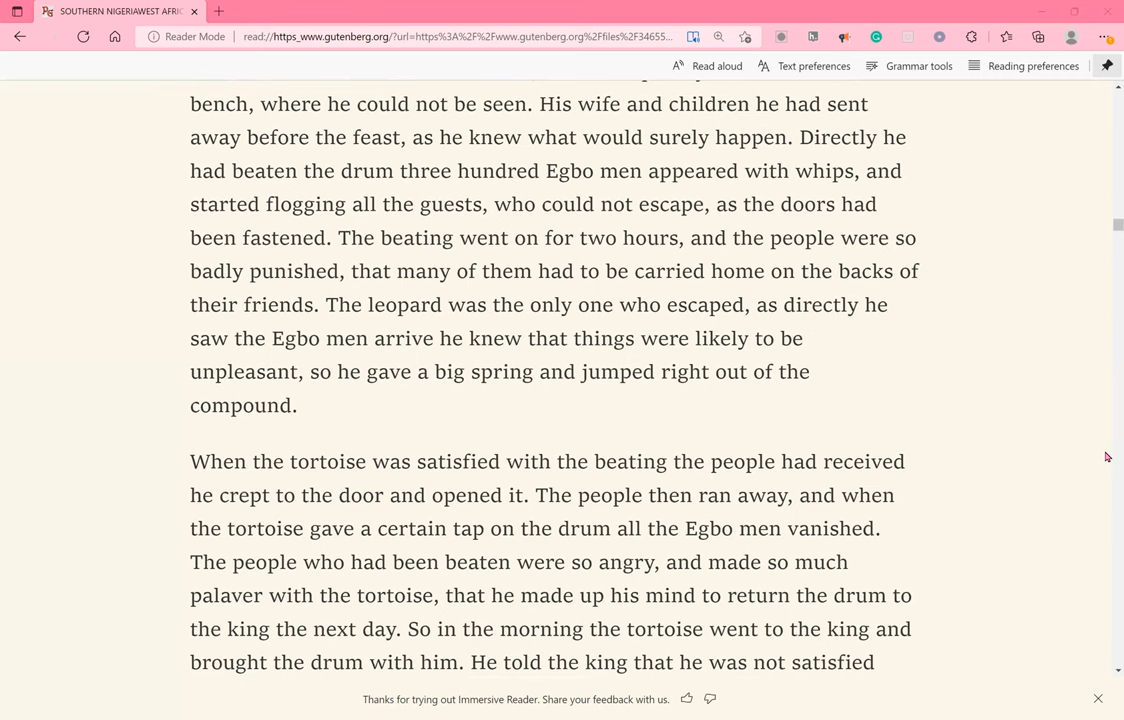 SOUTHERN NIGERIAWEST AFRIC
Reader Mode
read://https_www.gutenberg.org/?url=https%3A%2F%2Fwww.gutenberg.org%2Ffiles%2F34655...
Read aloud
Text preferences
Grammar tools
Reading preferences
bench, where he could not be seen. His wife and children he had sent
away before the feast, as he knew what would surely happen. Directly he
had beaten the drum three hundred Egbo men appeared with whips, and
started flogging all the guests, who could not escape, as the doors had
been fastened. The beating went on for two hours, and the people were so
badly punished, that many of them had to be carried home on the backs of
their friends. The leopard was the only one who escaped, as directly he
saw the Egbo men arrive he knew that things were likely to be
unpleasant, so he gave a big spring and jumped right out of the
compound.
When the tortoise was satisfied with the beating the people had received
he crept to the door and opened it. The people then ran away, and when
the tortoise gave a certain tap on the drum all the Egbo men vanished.
The people who had been beaten were so angry, and made so much
palaver with the tortoise, that he made up his mind to return the drum to
the king the next day. So in the morning the tortoise went to the king and
brought the drum with him. He told the king that he was not satisfied
Thanks for trying out Immersive Reader. Share your feedback with us.